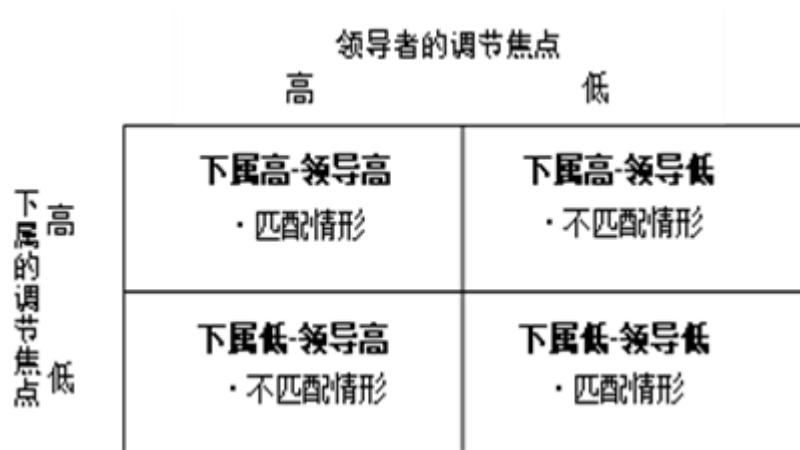 领导者的调节焦点
高 低
下属高-领导高 下属高-领导低
·匹配情形 ·不匹配情形
下属的调节焦点
高
低
下属低-领导高 下属低-领导低
·不匹配情形 ·匹配情形